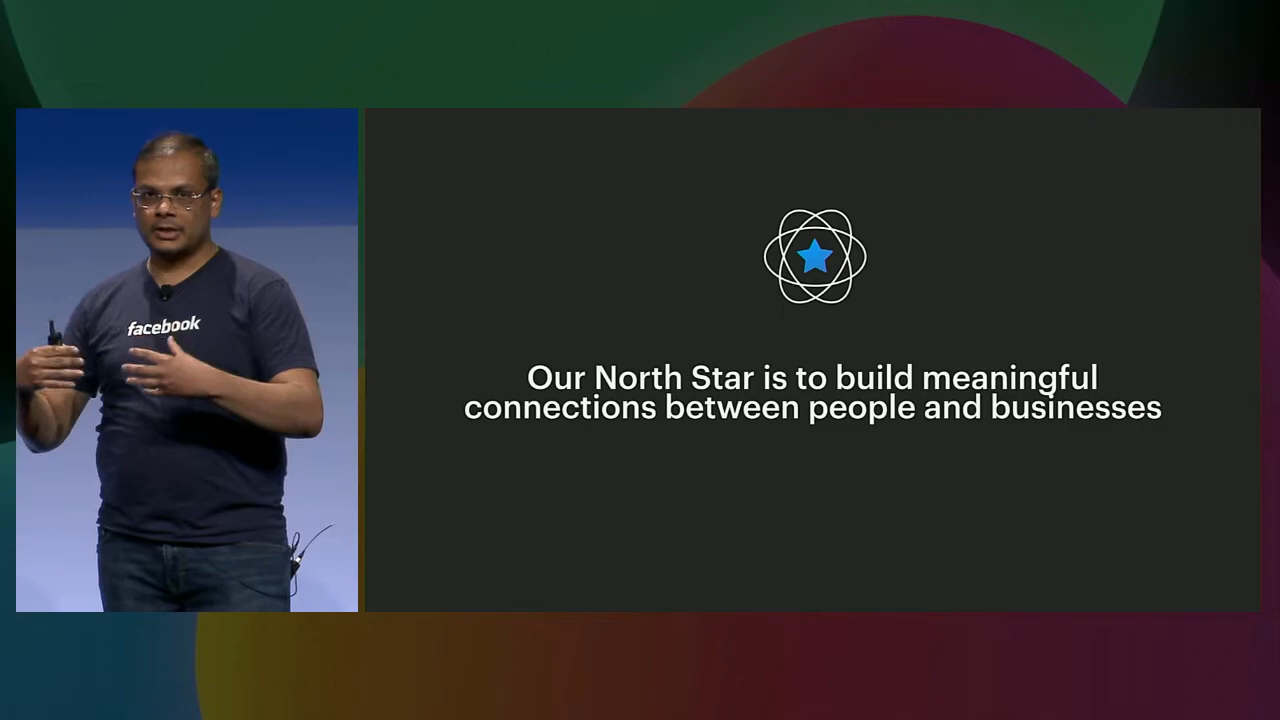 facebook
Our North Star is to build meaningful
connections between people and businesses